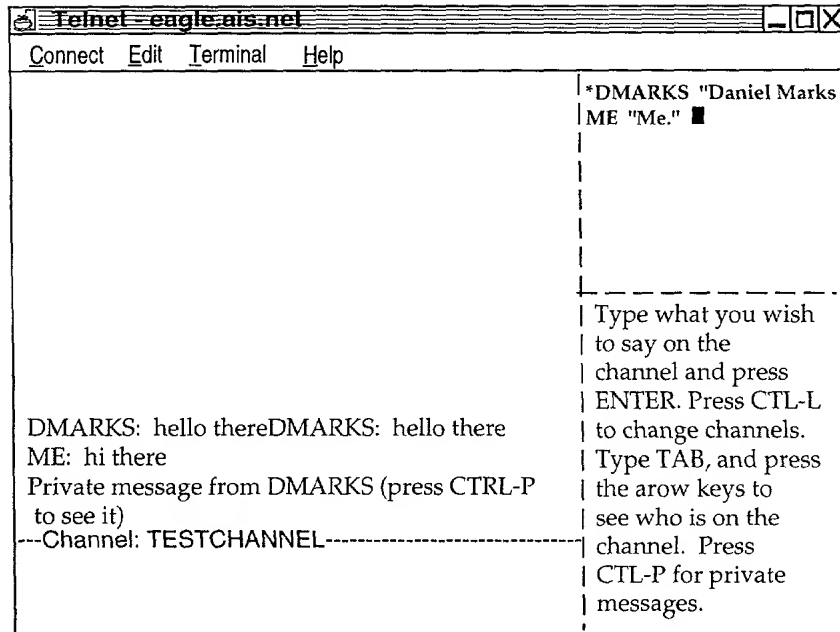 Telnet - eagle.ais.net
Connect Edit Terminal Help
*DMARKS "Daniel Marks
ME "Me."
DMARKS: hello thereDMARKS: hello there
ME: hi there
Private message from DMARKS (press CTRL-P
to see it)
---Channel: TESTCHANNEL---
Type what you wish
to say on the
channel and press
ENTER. Press CTL-L
to change channels.
Type TAB, and press
the arow keys to
see who is on the
channel. Press
CTL-P for private
messages.